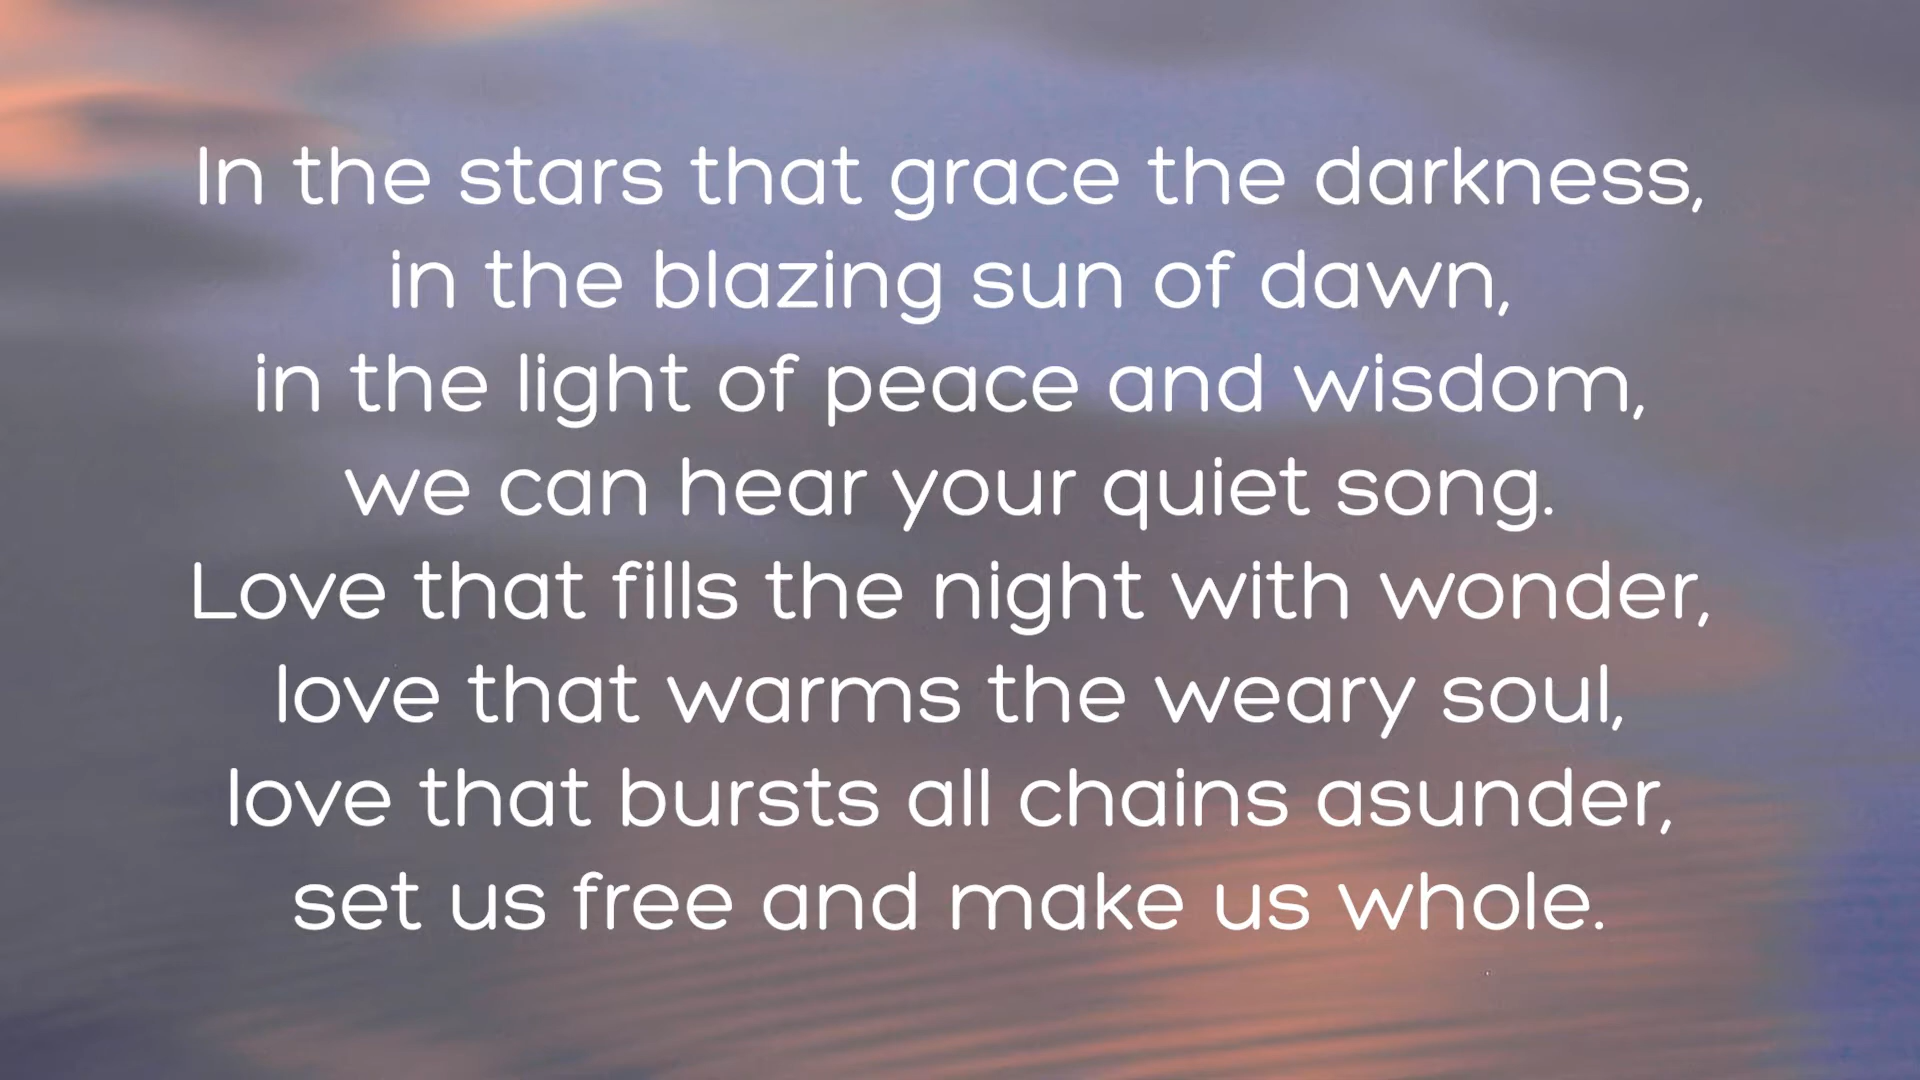 In the stars that grace the darkness,
in the blazing sun of dawn,
in the light of peace and wisdom,
we can hear your quiet song.
Love that fills the night with wonder,
love that warms the weary soul,
love that bursts all chains asunder,
set us free and make us whole.